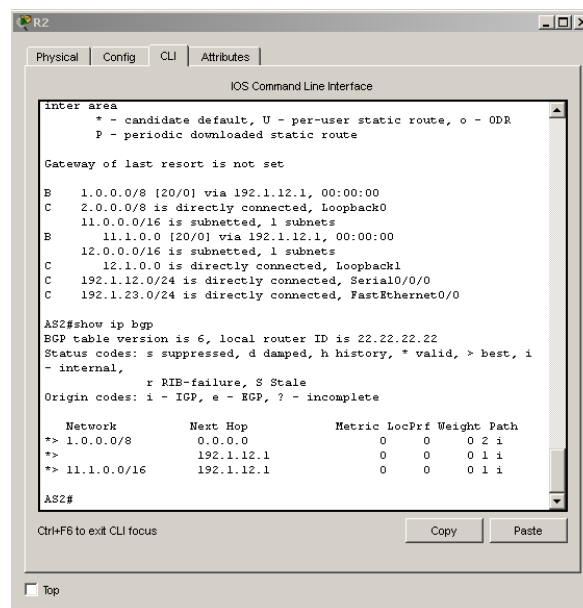 R2
Physical Config CLI Attributes
IOS Command Line Interface
inter area
* - candidate default, U - per-user static route, o - ODR
P - periodic downloaded static route
Gateway of last resort is not set
B 1.0.0.0/8 [20/0] via 192.1.12.1, 00:00:00
C 2.0.0.0/8 is directly connected, Loopback0
11.0.0.0/16 is subnetted, 1 subnets
B 11.1.0.0 [20/0] via 192.1.12.1, 00:00:00
12.0.0.0/16 is subnetted, 1 subnets
C 12.1.0.0 is directly connected, Loopback1
C 192.1.12.0/24 is directly connected, Serial0/0/0
C 192.1.23.0/24 is directly connected, FastEthernet0/0
AS2#show ip bgp
BGP table version is 6, local router ID is 22.22.22.22
Status codes: s suppressed, d damped, h history, * valid, > best, i
- internal,
r RIB-failure, S Stale
Origin codes: i - IGP, e - EGP, ? - incomplete
Network Next Hop Metric LocPrf Weight Path
*> 1.0.0.0/8 0.0.0.0 0 0 0 2 i
*> 192.1.12.1 0 0 0 1 i
*> 11.1.0.0/16 192.1.12.1 0 0 0 1 i
AS2#
Ctrl+F6 to exit CLI focus
Copy Paste
Top